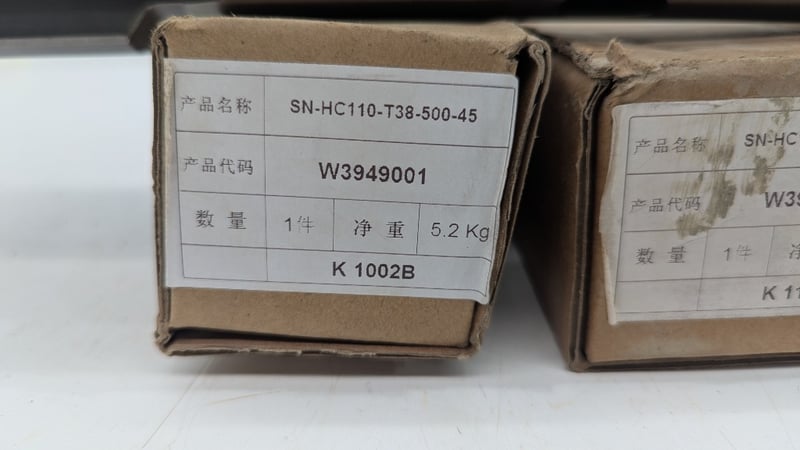 产品名称 SN-HC110-T38-500-45
产品代码 W3949001
数量 1件 净重 5.2 Kg
K 1002B
产品名称 SN-HC
产品代码 W39
数量 1件
K 11